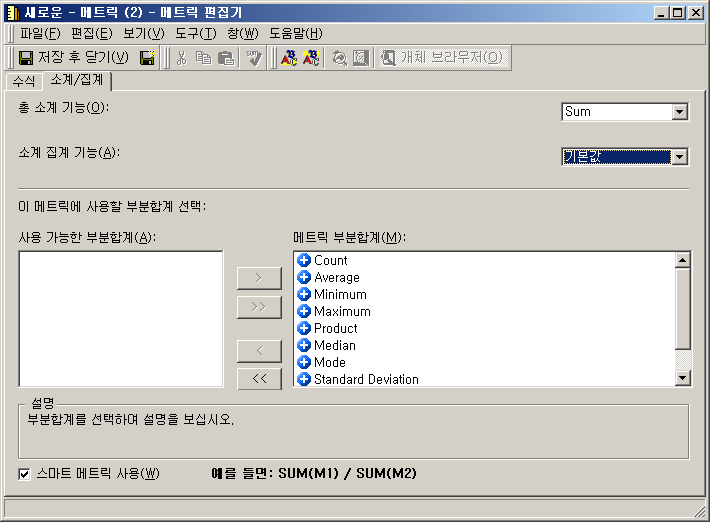 새로운 - 메트릭 (2) - 메트릭 편집기
파일(F) 편집(E) 보기(V) 도구(T) 창(W) 도움말(H)
저장 후 닫기(V) 개체 브라우저(O)
수식 소계/집계
총 소계 기능(O): Sum
소계 집계 기능(A): 기본값
이 메트릭에 사용할 부분합계 선택:
사용 가능한 부분합계(A): 메트릭 부분합계(M):
Count
Average
Minimum
Maximum
Product
Median
Mode
Standard Deviation
> 
>>
<
<<
설명
부분합계를 선택하여 설명을 보십시오.
스마트 메트릭 사용(W) 예를 들면: SUM(M1) / SUM(M2)